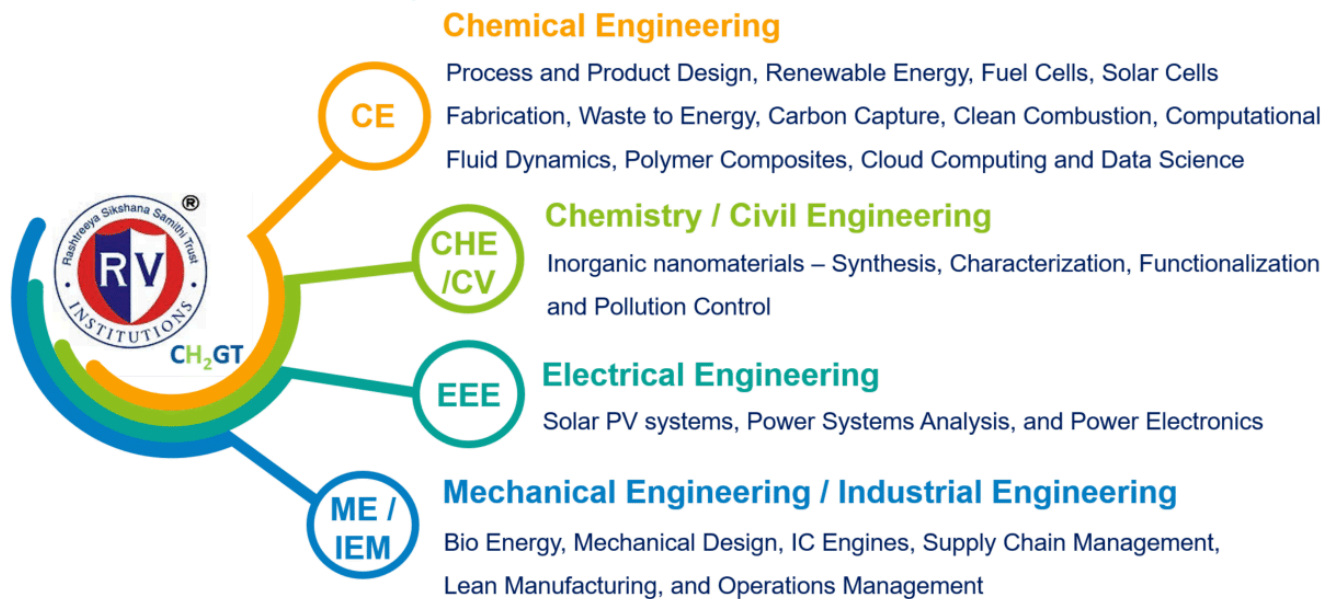 Chemical Engineering
CE
Process and Product Design, Renewable Energy, Fuel Cells, Solar Cells
Fabrication, Waste to Energy, Carbon Capture, Clean Combustion, Computational
Fluid Dynamics, Polymer Composites, Cloud Computing and Data Science
Rashtreeya Sikshana Samithi Trust
®
RV
INSTITUTIONS
CH₂GT
CHE
/CV
Chemistry / Civil Engineering
Inorganic nanomaterials – Synthesis, Characterization, Functionalization
and Pollution Control
EEE
Electrical Engineering
Solar PV systems, Power Systems Analysis, and Power Electronics
ME /
IEM
Mechanical Engineering / Industrial Engineering
Bio Energy, Mechanical Design, IC Engines, Supply Chain Management,
Lean Manufacturing, and Operations Management